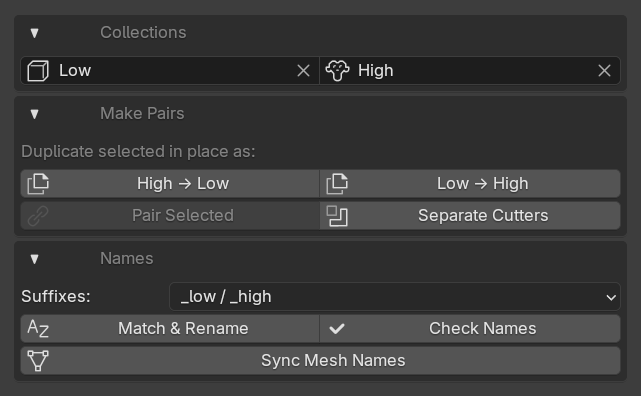 Collections
Low High
Make Pairs
Duplicate selected in place as:
High → Low Low → High
Pair Selected Separate Cutters
Names
Suffixes: _low / _high
Match & Rename Check Names
Sync Mesh Names